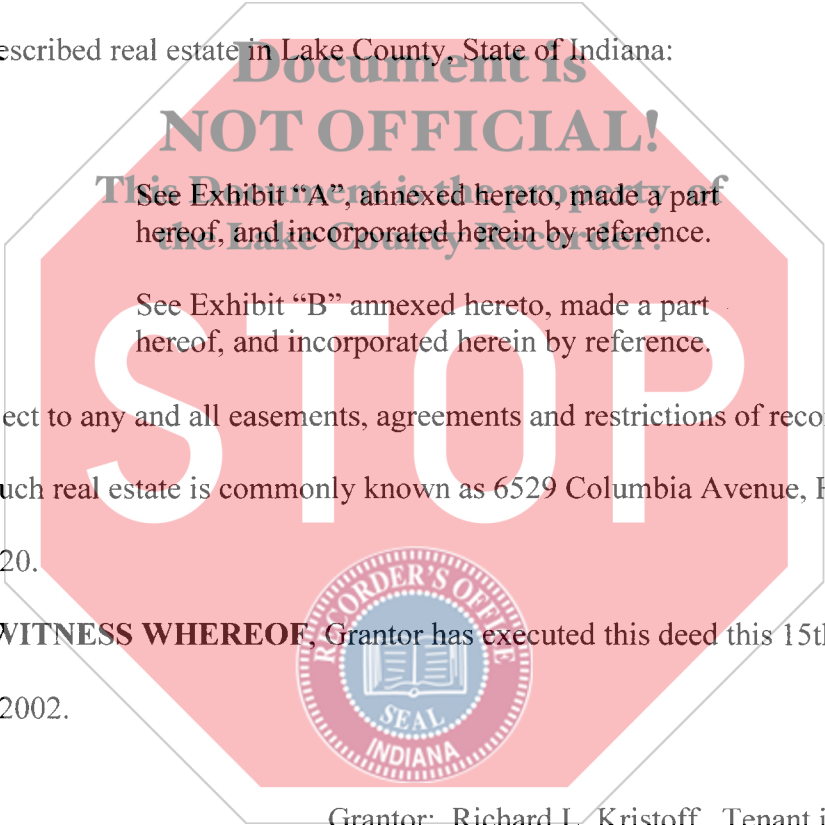 escribed real estate in Lake County, State of Indiana:
Document is
NOT OFFICIAL!
This Document is the property of
the Lake County Recorder!
See Exhibit “A”, annexed hereto, made a part
hereof, and incorporated herein by reference.
See Exhibit “B” annexed hereto, made a part
hereof, and incorporated herein by reference.
STOP
ect to any and all easements, agreements and restrictions of reco
uch real estate is commonly known as 6529 Columbia Avenue, H
20.
WITNESS WHEREOF, Grantor has executed this deed this 15th
2002.
RECORDER'S OFFICE
SEAL
INDIANA
Grantor: Richard L. Kristoff, Tenant i